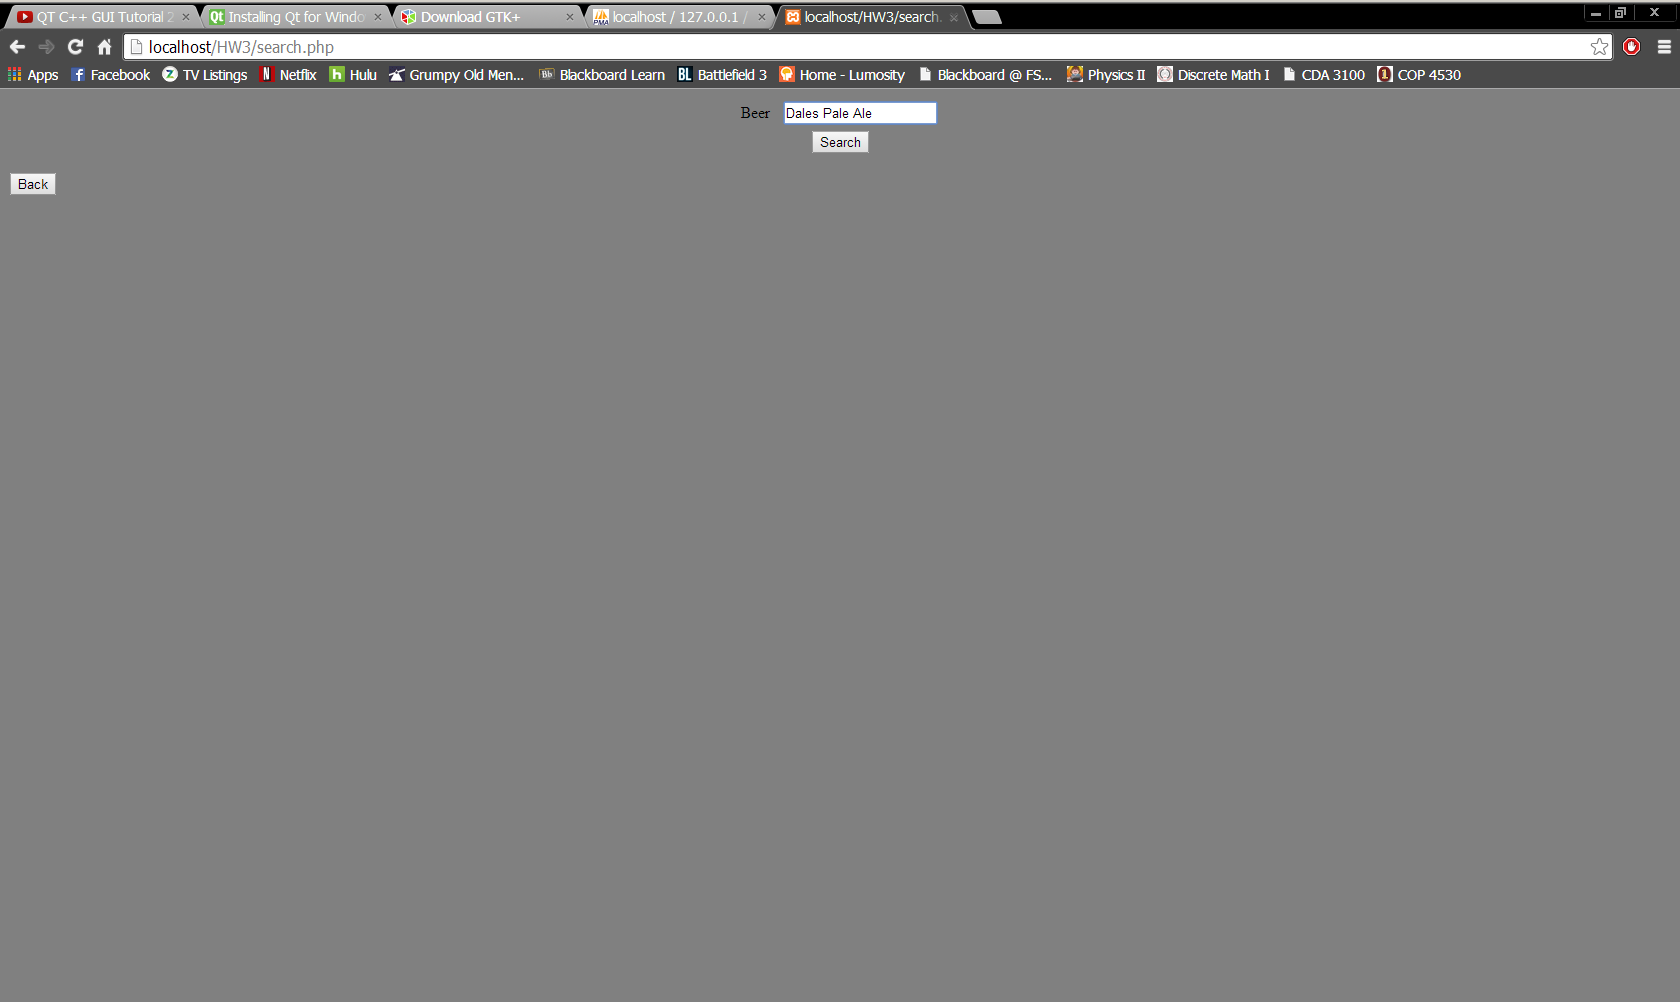 QT C++ GUI Tutorial 2
Installing Qt for Windo
Download GTK+
localhost / 127.0.0.1 /
localhost/HW3/search.
localhost/HW3/search.php
Apps Facebook TV Listings Netflix Hulu Grumpy Old Men... Blackboard Learn Battlefield 3 Home - Lumosity Blackboard @ FS... Physics II Discrete Math I CDA 3100 COP 4530
Beer Dales Pale Ale
Search
Back